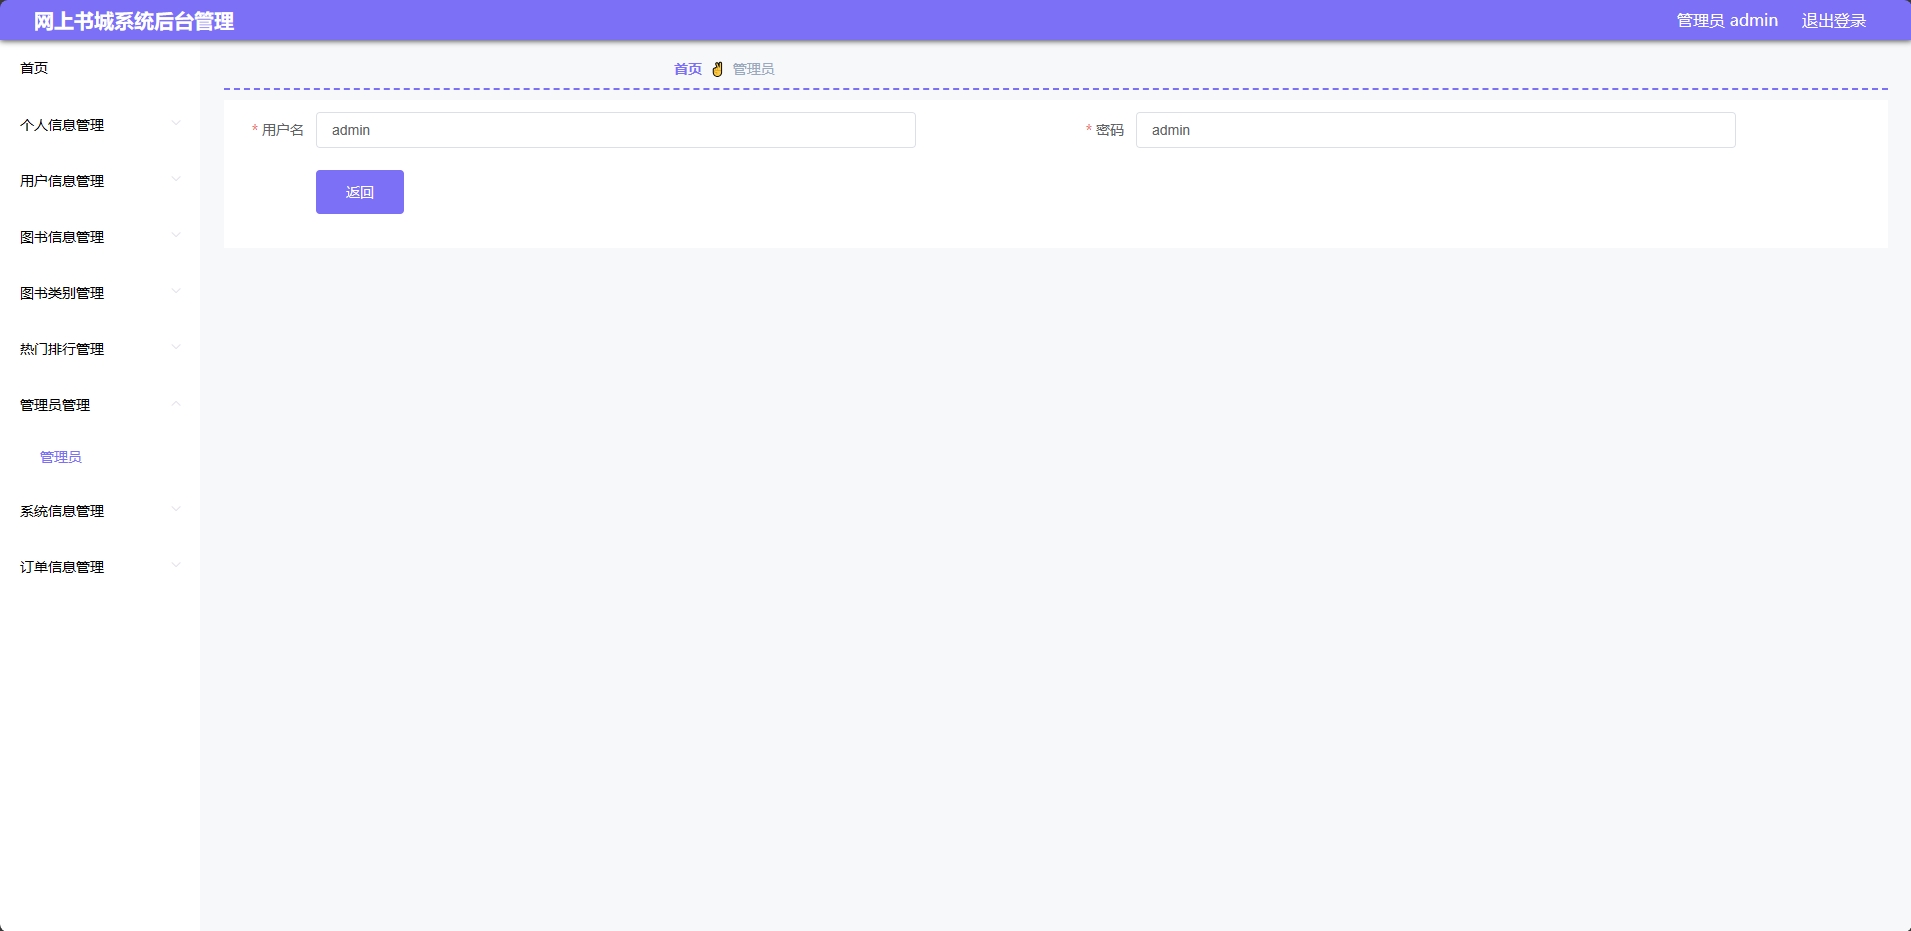 网上书城系统后台管理
管理员 admin 退出登录
首页
个人信息管理
用户信息管理
图书信息管理
图书类别管理
热门排行管理
管理员管理
管理员
系统信息管理
订单信息管理
首页 ✌ 管理员
* 用户名 admin * 密码 admin
返回